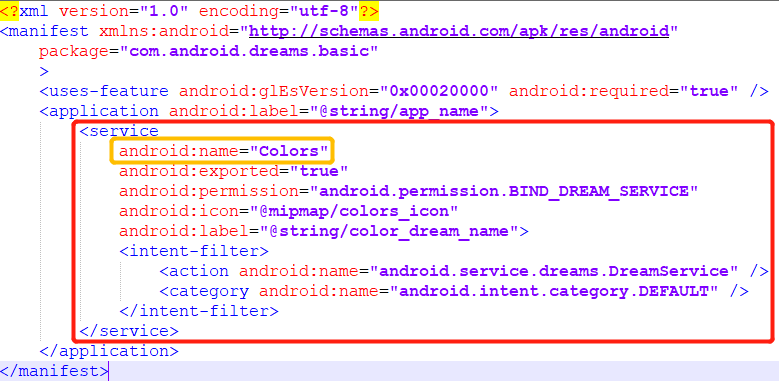 <?xml version="1.0" encoding="utf-8"?>
<manifest xmlns:android="http://schemas.android.com/apk/res/android"
package="com.android.dreams.basic"
>
<uses-feature android:glEsVersion="0x00020000" android:required="true" />
<application android:label="@string/app_name">
<service
android:name="Colors"
android:exported="true"
android:permission="android.permission.BIND_DREAM_SERVICE"
android:icon="@mipmap/colors_icon"
android:label="@string/color_dream_name">
<intent-filter>
<action android:name="android.service.dreams.DreamService" />
<category android:name="android.intent.category.DEFAULT" />
</intent-filter>
</service>
</application>
</manifest>